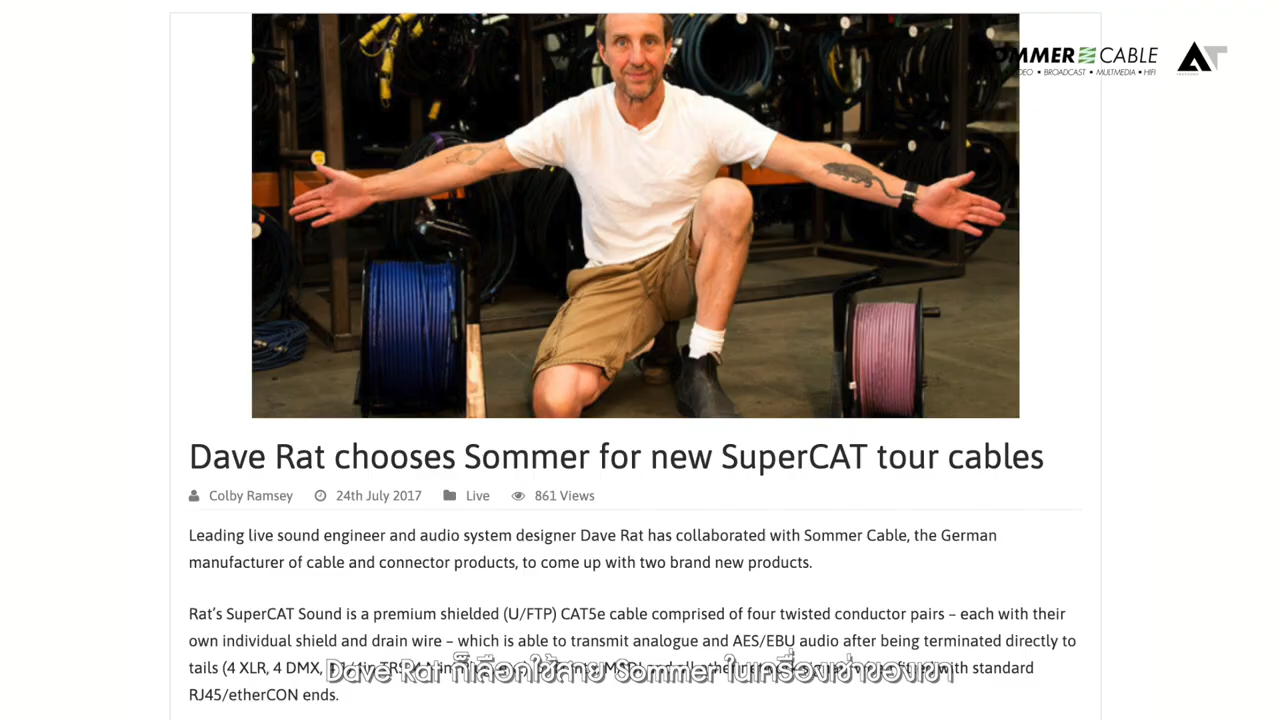 SOMMER CABLE
• BROADCAST • MULTIMEDIA • HIFI
Dave Rat chooses Sommer for new SuperCAT tour cables
Colby Ramsey 24th July 2017 Live 861 Views
Leading live sound engineer and audio system designer Dave Rat has collaborated with Sommer Cable, the German
manufacturer of cable and connector products, to come up with two brand new products.
Rat’s SuperCAT Sound is a premium shielded (U/FTP) CAT5e cable comprised of four twisted conductor pairs – each with their
own individual shield and drain wire – which is able to transmit analogue and AES/EBU audio after being terminated directly to
tails (4 XLR, 4 DMX, with standard
Dave Rat ก็เลือกใช้สาย Sommer ในเครื่องเช่าของเขา
RJ45/etherCON ends.